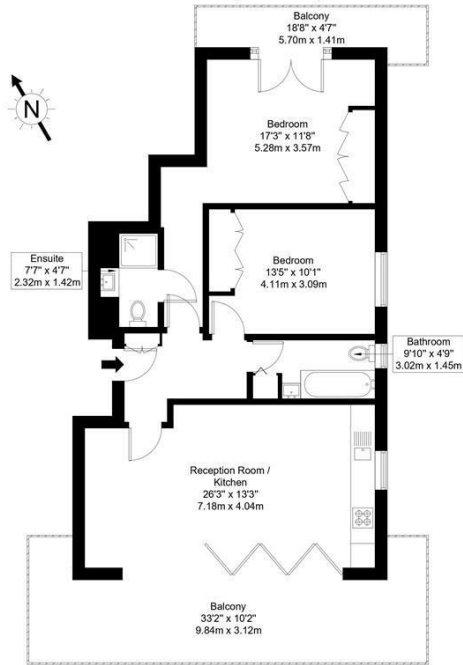 Balcony
18'8" x 4'7"
5.70m x 1.41m
N
Bedroom
17'3" x 11'8"
5.28m x 3.57m
Ensuite
7'7" x 4'7"
2.32m x 1.42m
Bedroom
13'5" x 10'1"
4.11m x 3.09m
Bathroom
9'10" x 4'9"
3.02m x 1.45m
Reception Room /
Kitchen
26'3" x 13'3"
7.18m x 4.04m
Balcony
33'2" x 10'2"
9.84m x 3.12m